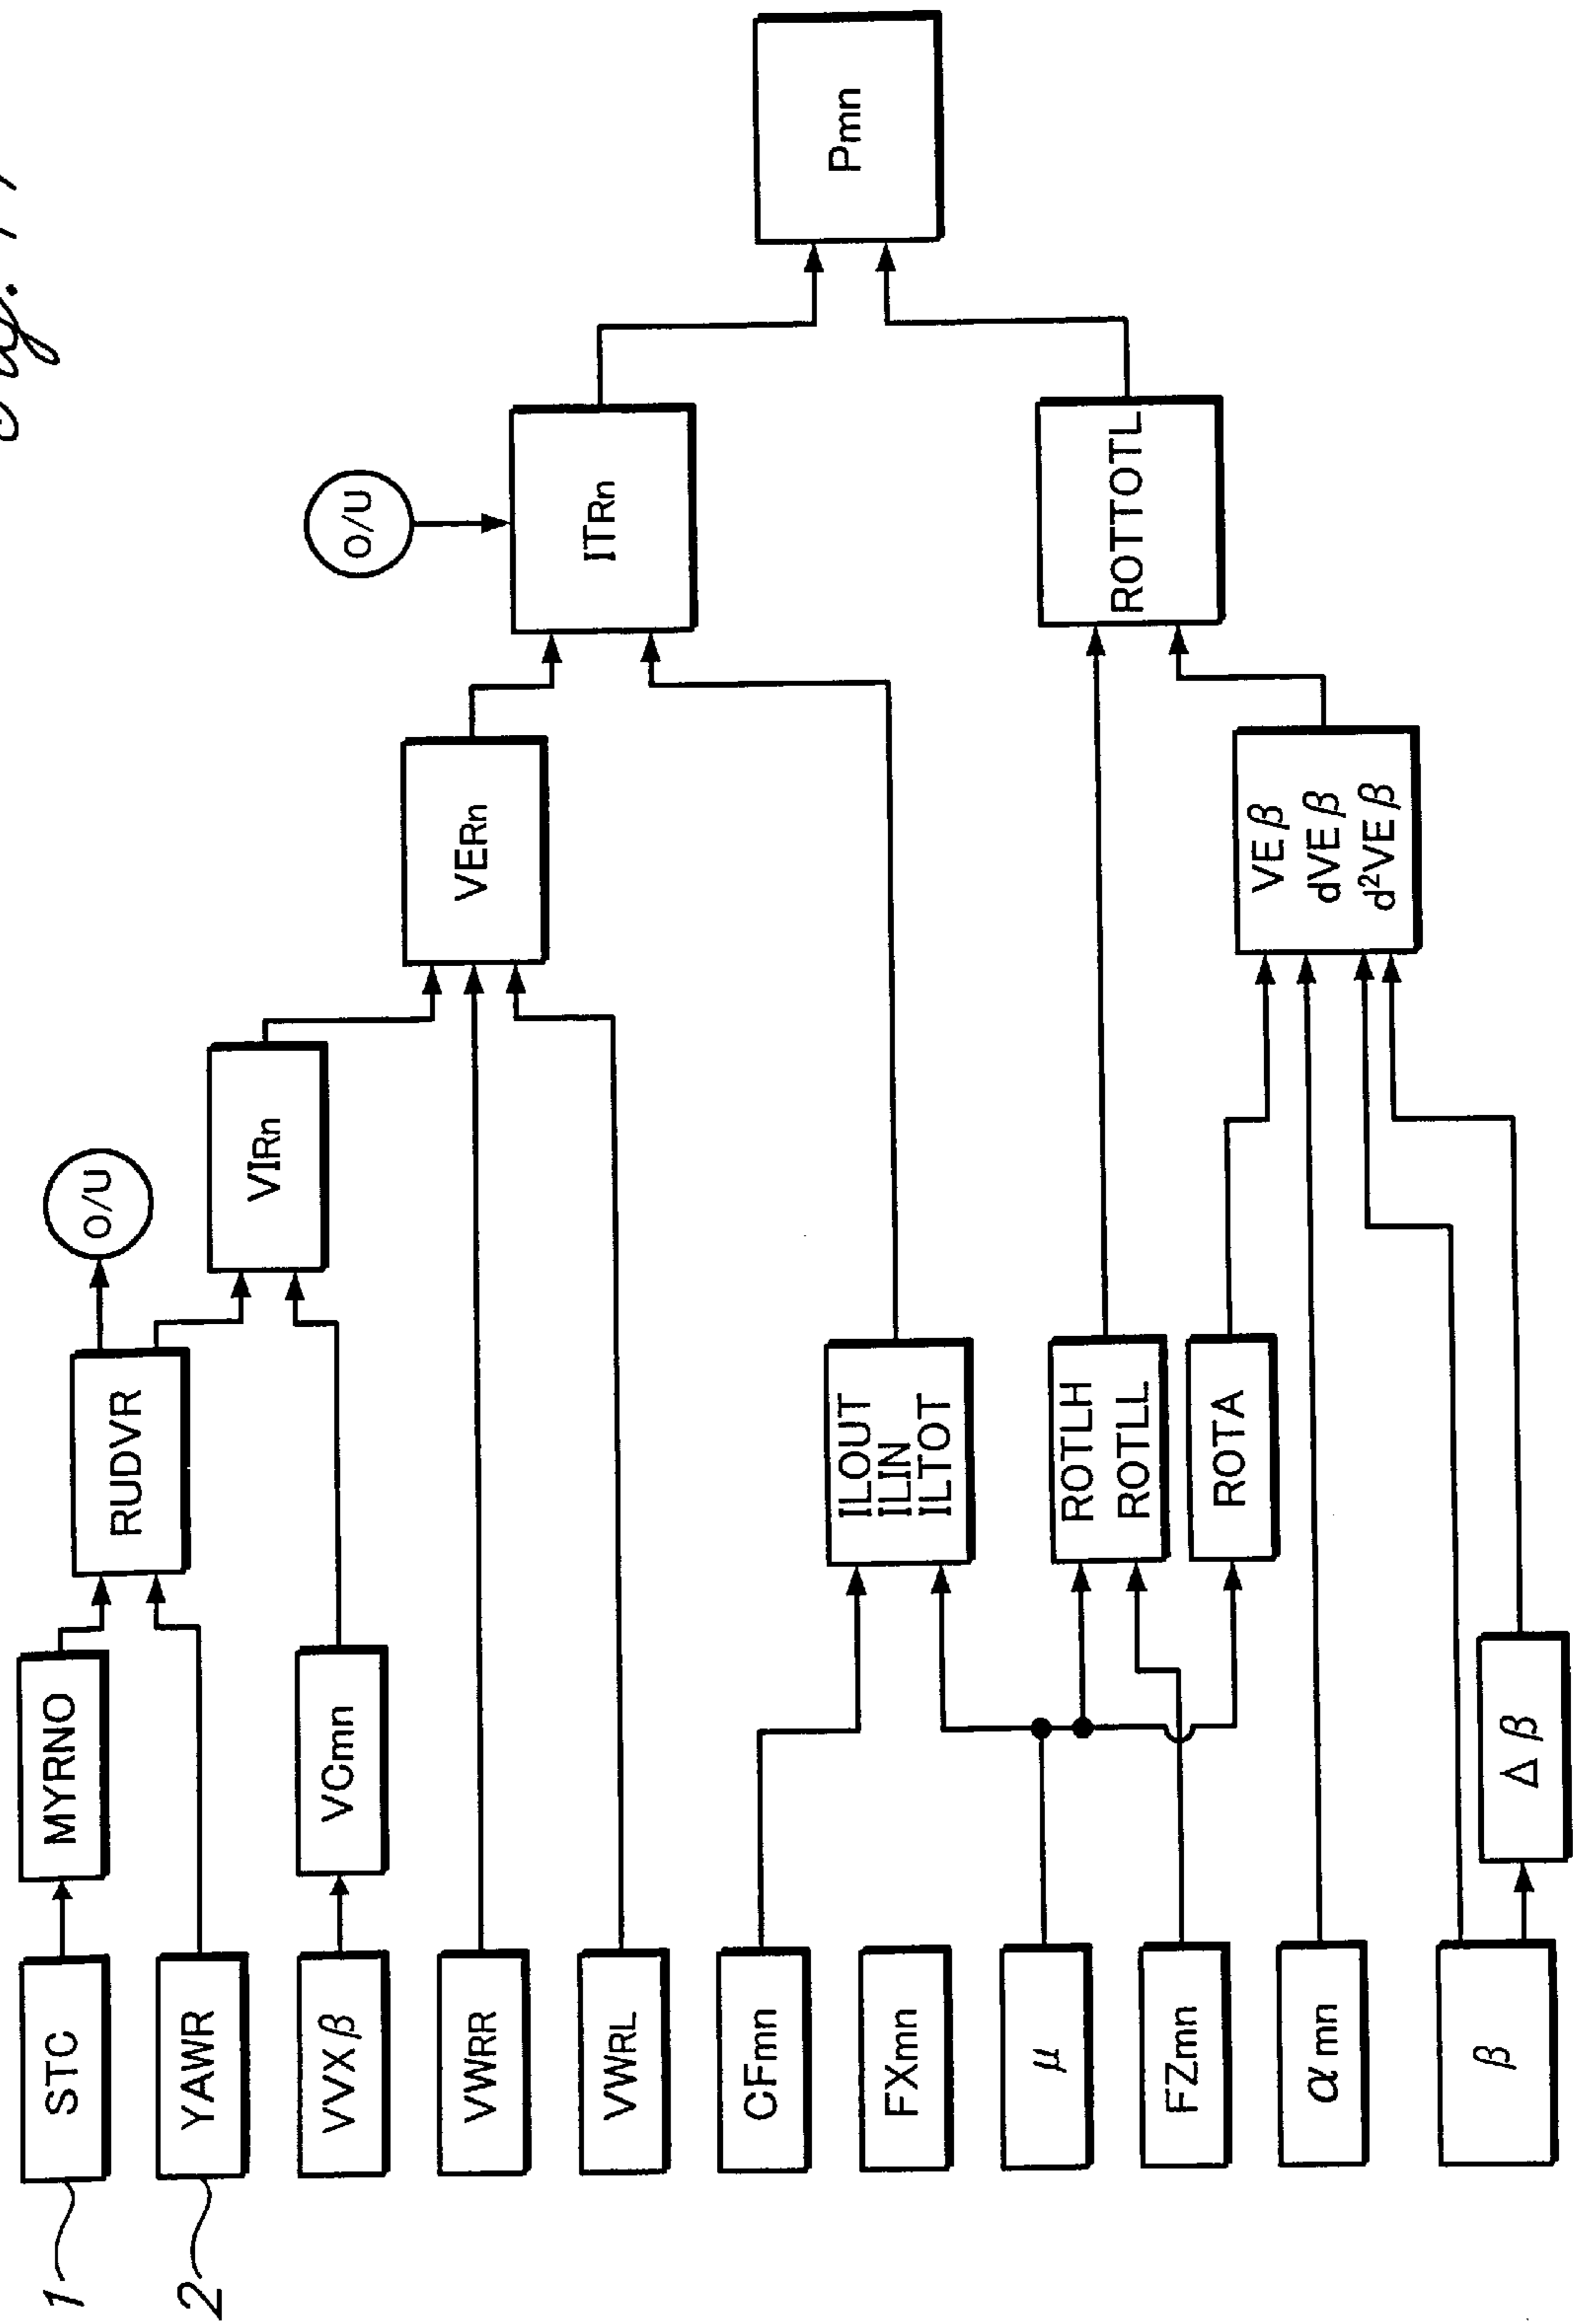 1
STC
MYRNO
RUDVR
O/U
2
YAWR
VIRn
VVXβ
VCmn
VERn
O/U
ITRn
Pmn
VWRR
VWRL
CFmn
ILOUT
ILIN
ILTOT
FXmn
μ
ROTLH
ROTLL
ROTTOTL
FZmn
ROTA
αmn
VEβ
dVEβ
d²VEβ
β
Δβ